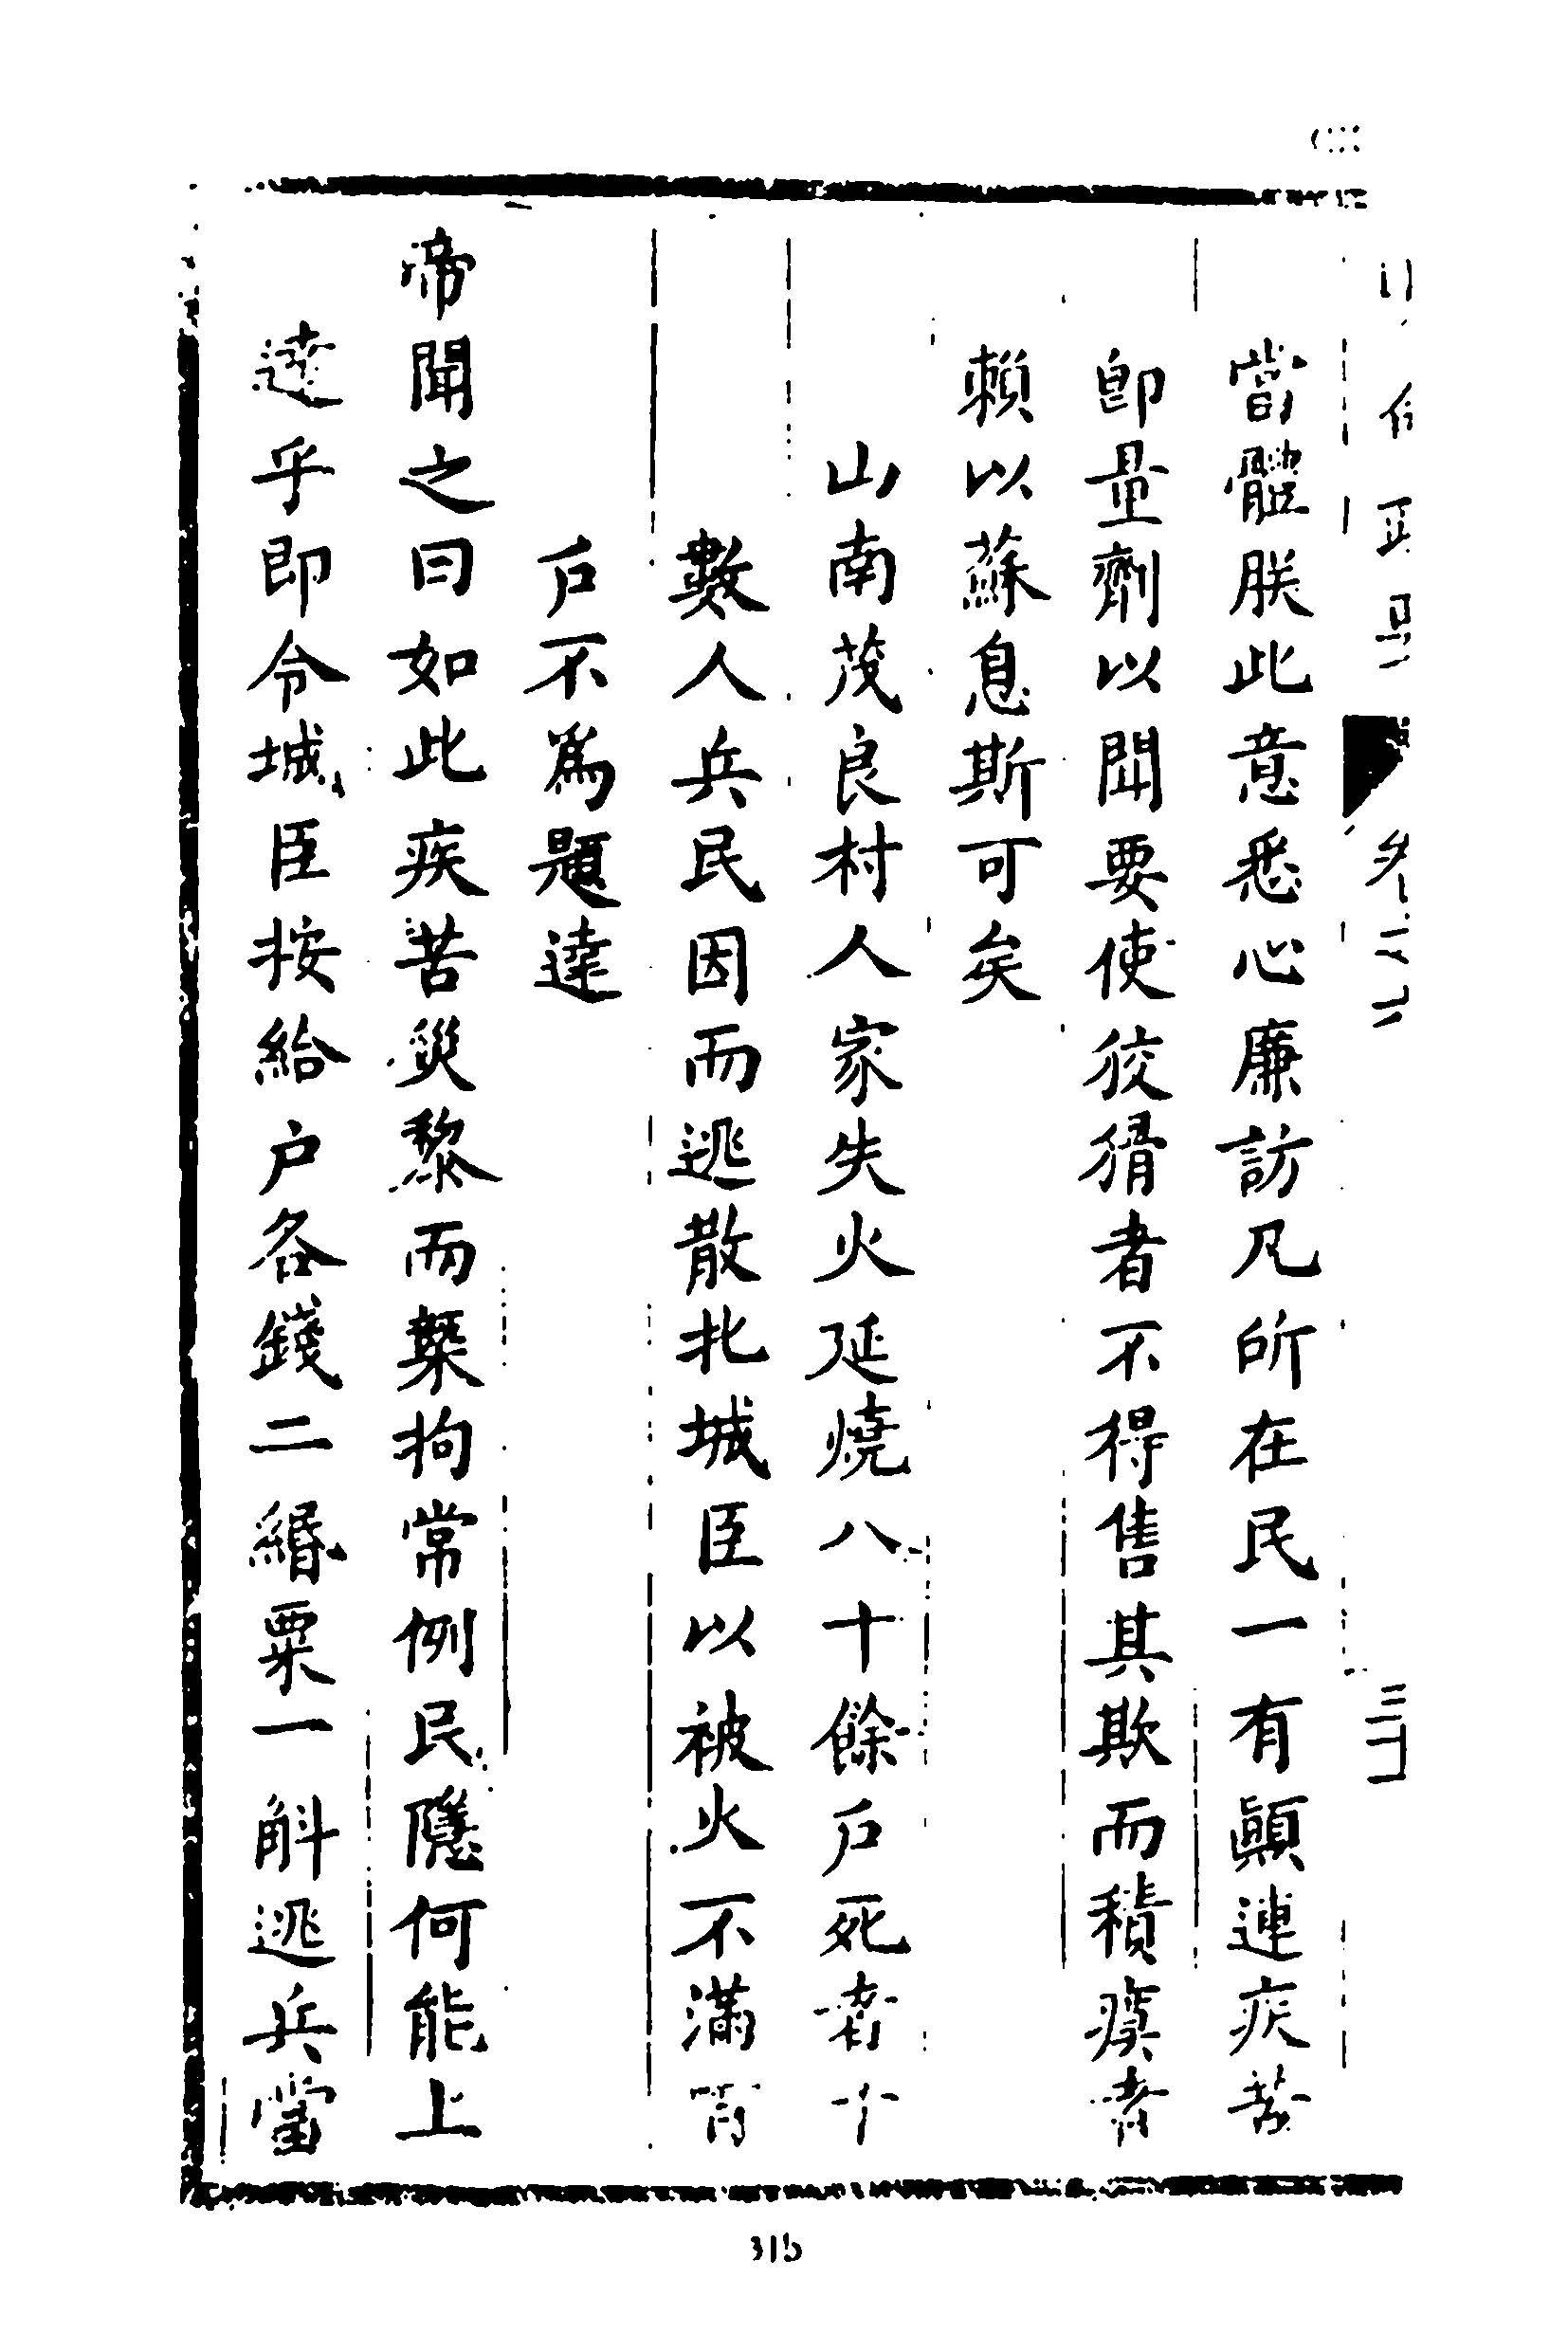 當體朕此意悉心廉訪凡所在民一有顚連疾苦
卽量劑以聞要使狡猾者不得售其欺而積瘼者
賴以蘇息斯可矣
山南茂良村人家失火延燒八十餘戶死者十
數人兵民因而逃散北城臣以被火不滿百
戶不爲題達
帝聞之曰如此疾苦災黎而槩拘常例民隱何能上
達乎即令城臣按給戶各錢二緡粟一斛逃兵當
31b